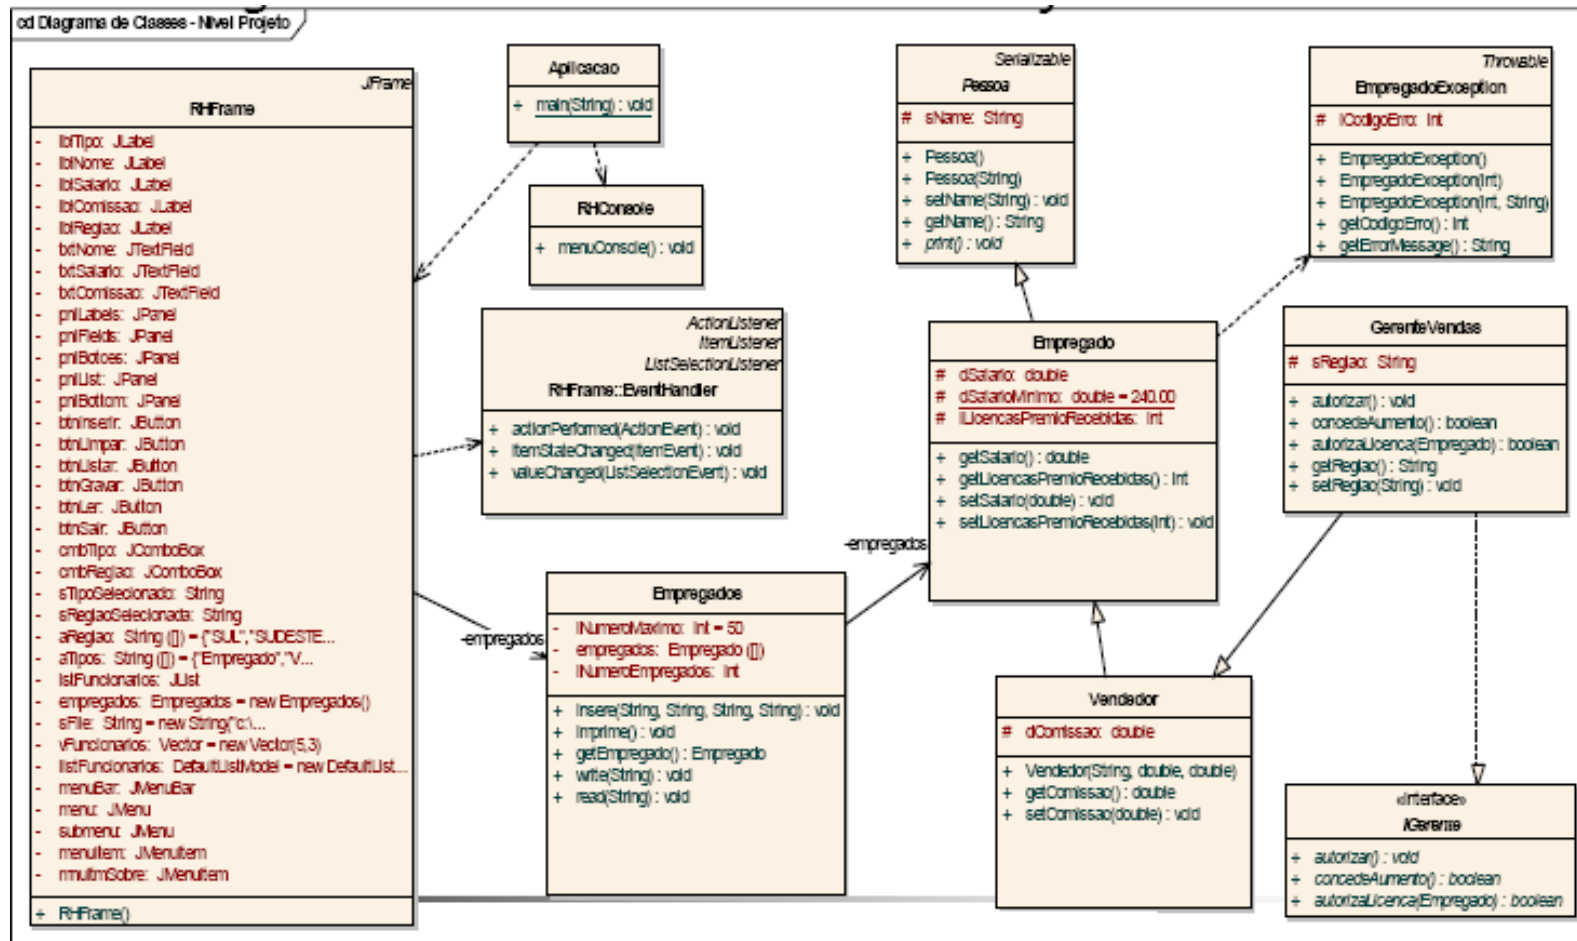 cd Diagrama de Classes - Nível Projeto
JFrame
RHFrame
- lblTipo: JLabel
- lblNome: JLabel
- lblSalario: JLabel
- lblComissao: JLabel
- lblRegiao: JLabel
- txtNome: JTextField
- txtSalario: JTextField
- txtComissao: JTextField
- pnlLabels: JPanel
- pnlFields: JPanel
- pnlBotoes: JPanel
- pnlList: JPanel
- pnlBottom: JPanel
- btnInserir: JButton
- btnLimpar: JButton
- btnListar: JButton
- btnGravar: JButton
- btnLer: JButton
- btnSair: JButton
- cmbTipo: JComboBox
- cmbRegiao: JComboBox
- sTipoSelecionado: String
- sRegiaoSelecionada: String
- aRegiao: String ([]) = {"SUL","SUDESTE...
- aTipos: String ([]) = {"Empregado","V...
- lstFuncionarios: JList
- empregados: Empregados = new Empregados()
- sFile: String = new String("c:\...
- vFuncionarios: Vector = new Vector(5,3)
- listFuncionarios: DefaultListModel = new DefaultList...
- menuBar: JMenuBar
- menu: JMenu
- submenu: JMenu
- menuItem: JMenuItem
- mnuItmSobre: JMenuItem
+ RHFrame()
Aplicacao
+ main(String) : void
RHConsole
+ menuConsole() : void
ActionListener
ItemListener
ListSelectionListener
RHFrame::EventHandler
+ actionPerformed(ActionEvent) : void
+ itemStateChanged(ItemEvent) : void
+ valueChanged(ListSelectionEvent) : void
-empregados
Empregados
- iNumeroMaximo: int = 50
- empregados: Empregado ([])
- iNumeroEmpregados: int
+ insere(String, String, String, String) : void
+ imprime() : void
+ getEmpregado() : Empregado
+ write(String) : void
+ read(String) : void
-empregados
Serializable
Pessoa
# sName: String
+ Pessoa()
+ Pessoa(String)
+ setName(String) : void
+ getName() : String
+ print() : void
Empregado
# dSalario: double
# dSalarioMinimo: double = 240.00
# iLicencasPremioRecebidas: int
+ getSalario() : double
+ getLicencasPremioRecebidas() : int
+ setSalario(double) : void
+ setLicencasPremioRecebidas(int) : void
Vendedor
# dComissao: double
+ Vendedor(String, double, double)
+ getComissao() : double
+ setComissao(double) : void
Throwable
EmpregadoException
# iCodigoErro: int
+ EmpregadoException()
+ EmpregadoException(int)
+ EmpregadoException(int, String)
+ getCodigoErro() : int
+ getErrorMessage() : String
GerenteVendas
# sRegiao: String
+ autorizar() : void
+ concedeAumento() : boolean
+ autorizaLicenca(Empregado) : boolean
+ getRegiao() : String
+ setRegiao(String) : void
«interface»
IGerente
+ autorizar() : void
+ concedeAumento() : boolean
+ autorizaLicenca(Empregado) : boolean